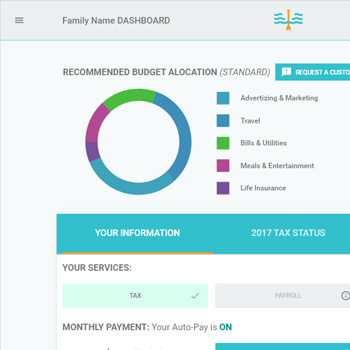 Family Name DASHBOARD
RECOMMENDED BUDGET ALOCATION (STANDARD)
REQUEST A CUSTO
Advertizing & Marketing
Travel
Bills & Utilities
Meals & Entertainment
Life Insurance
YOUR INFORMATION
2017 TAX STATUS
YOUR SERVICES:
TAX
PAYROLL
MONTHLY PAYMENT: Your Auto-Pay is ON